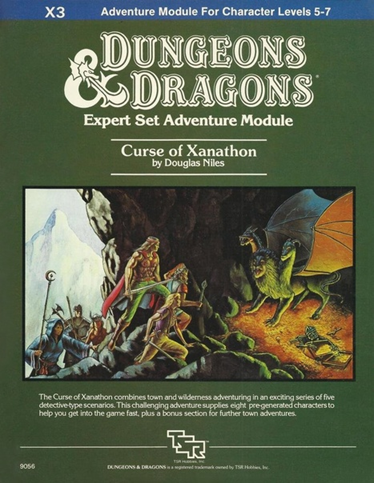 X3 Adventure Module For Character Levels 5-7
DUNGEONS
& DRAGONS®
Expert Set Adventure Module
Curse of Xanathon
by Douglas Niles
The Curse of Xanathon combines town and wilderness adventuring in an exciting series of five
detective-type scenarios. This challenging adventure supplies eight pre-generated characters to
help you get into the game fast, plus a bonus section for further town adventures.
TSR
TSR Hobbies, Inc.
9056 DUNGEONS & DRAGONS is a registered trademark owned by TSR Hobbies, Inc.